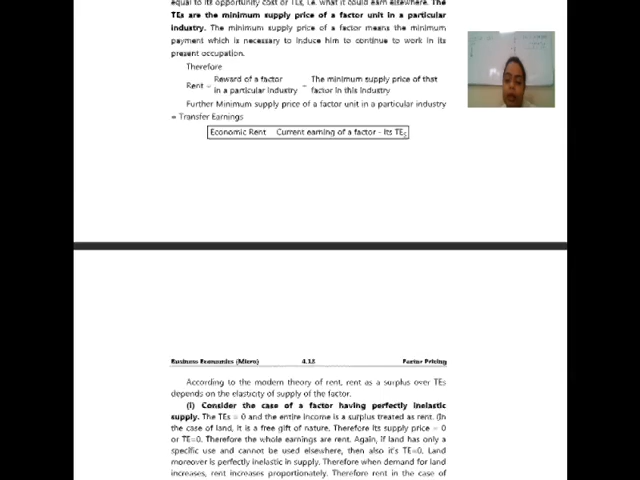 equal to its opportunity cost or TEs, i.e. what it could earn elsewhere. The
TEs are the minimum supply price of a factor unit in a particular
industry. The minimum supply price of a factor means the minimum
payment which is necessary to induce him to continue to work in its
present occupation.
Therefore
Rent = Reward of a factor in a particular industry – The minimum supply price of that factor in this industry
Further Minimum supply price of a factor unit in a particular industry
= Transfer Earnings
Economic Rent Current earning of a factor - Its TEs
Business Economics (Micro) 4.18 Factor Pricing
According to the modern theory of rent, rent as a surplus over TEs
depends on the elasticity of supply of the factor.
(i) Consider the case of a factor having perfectly inelastic
supply. The TEs = 0 and the entire income is a surplus treated as rent. (In
the case of land, it is a free gift of nature. Therefore its supply price = 0
or TE=0. Therefore the whole earnings are rent. Again, if land has only a
specific use and cannot be used elsewhere, then also it's TE=0. Land
moreover is perfectly inelastic in supply. Therefore when demand for land
increases, rent increases proportionately. Therefore rent in the case of